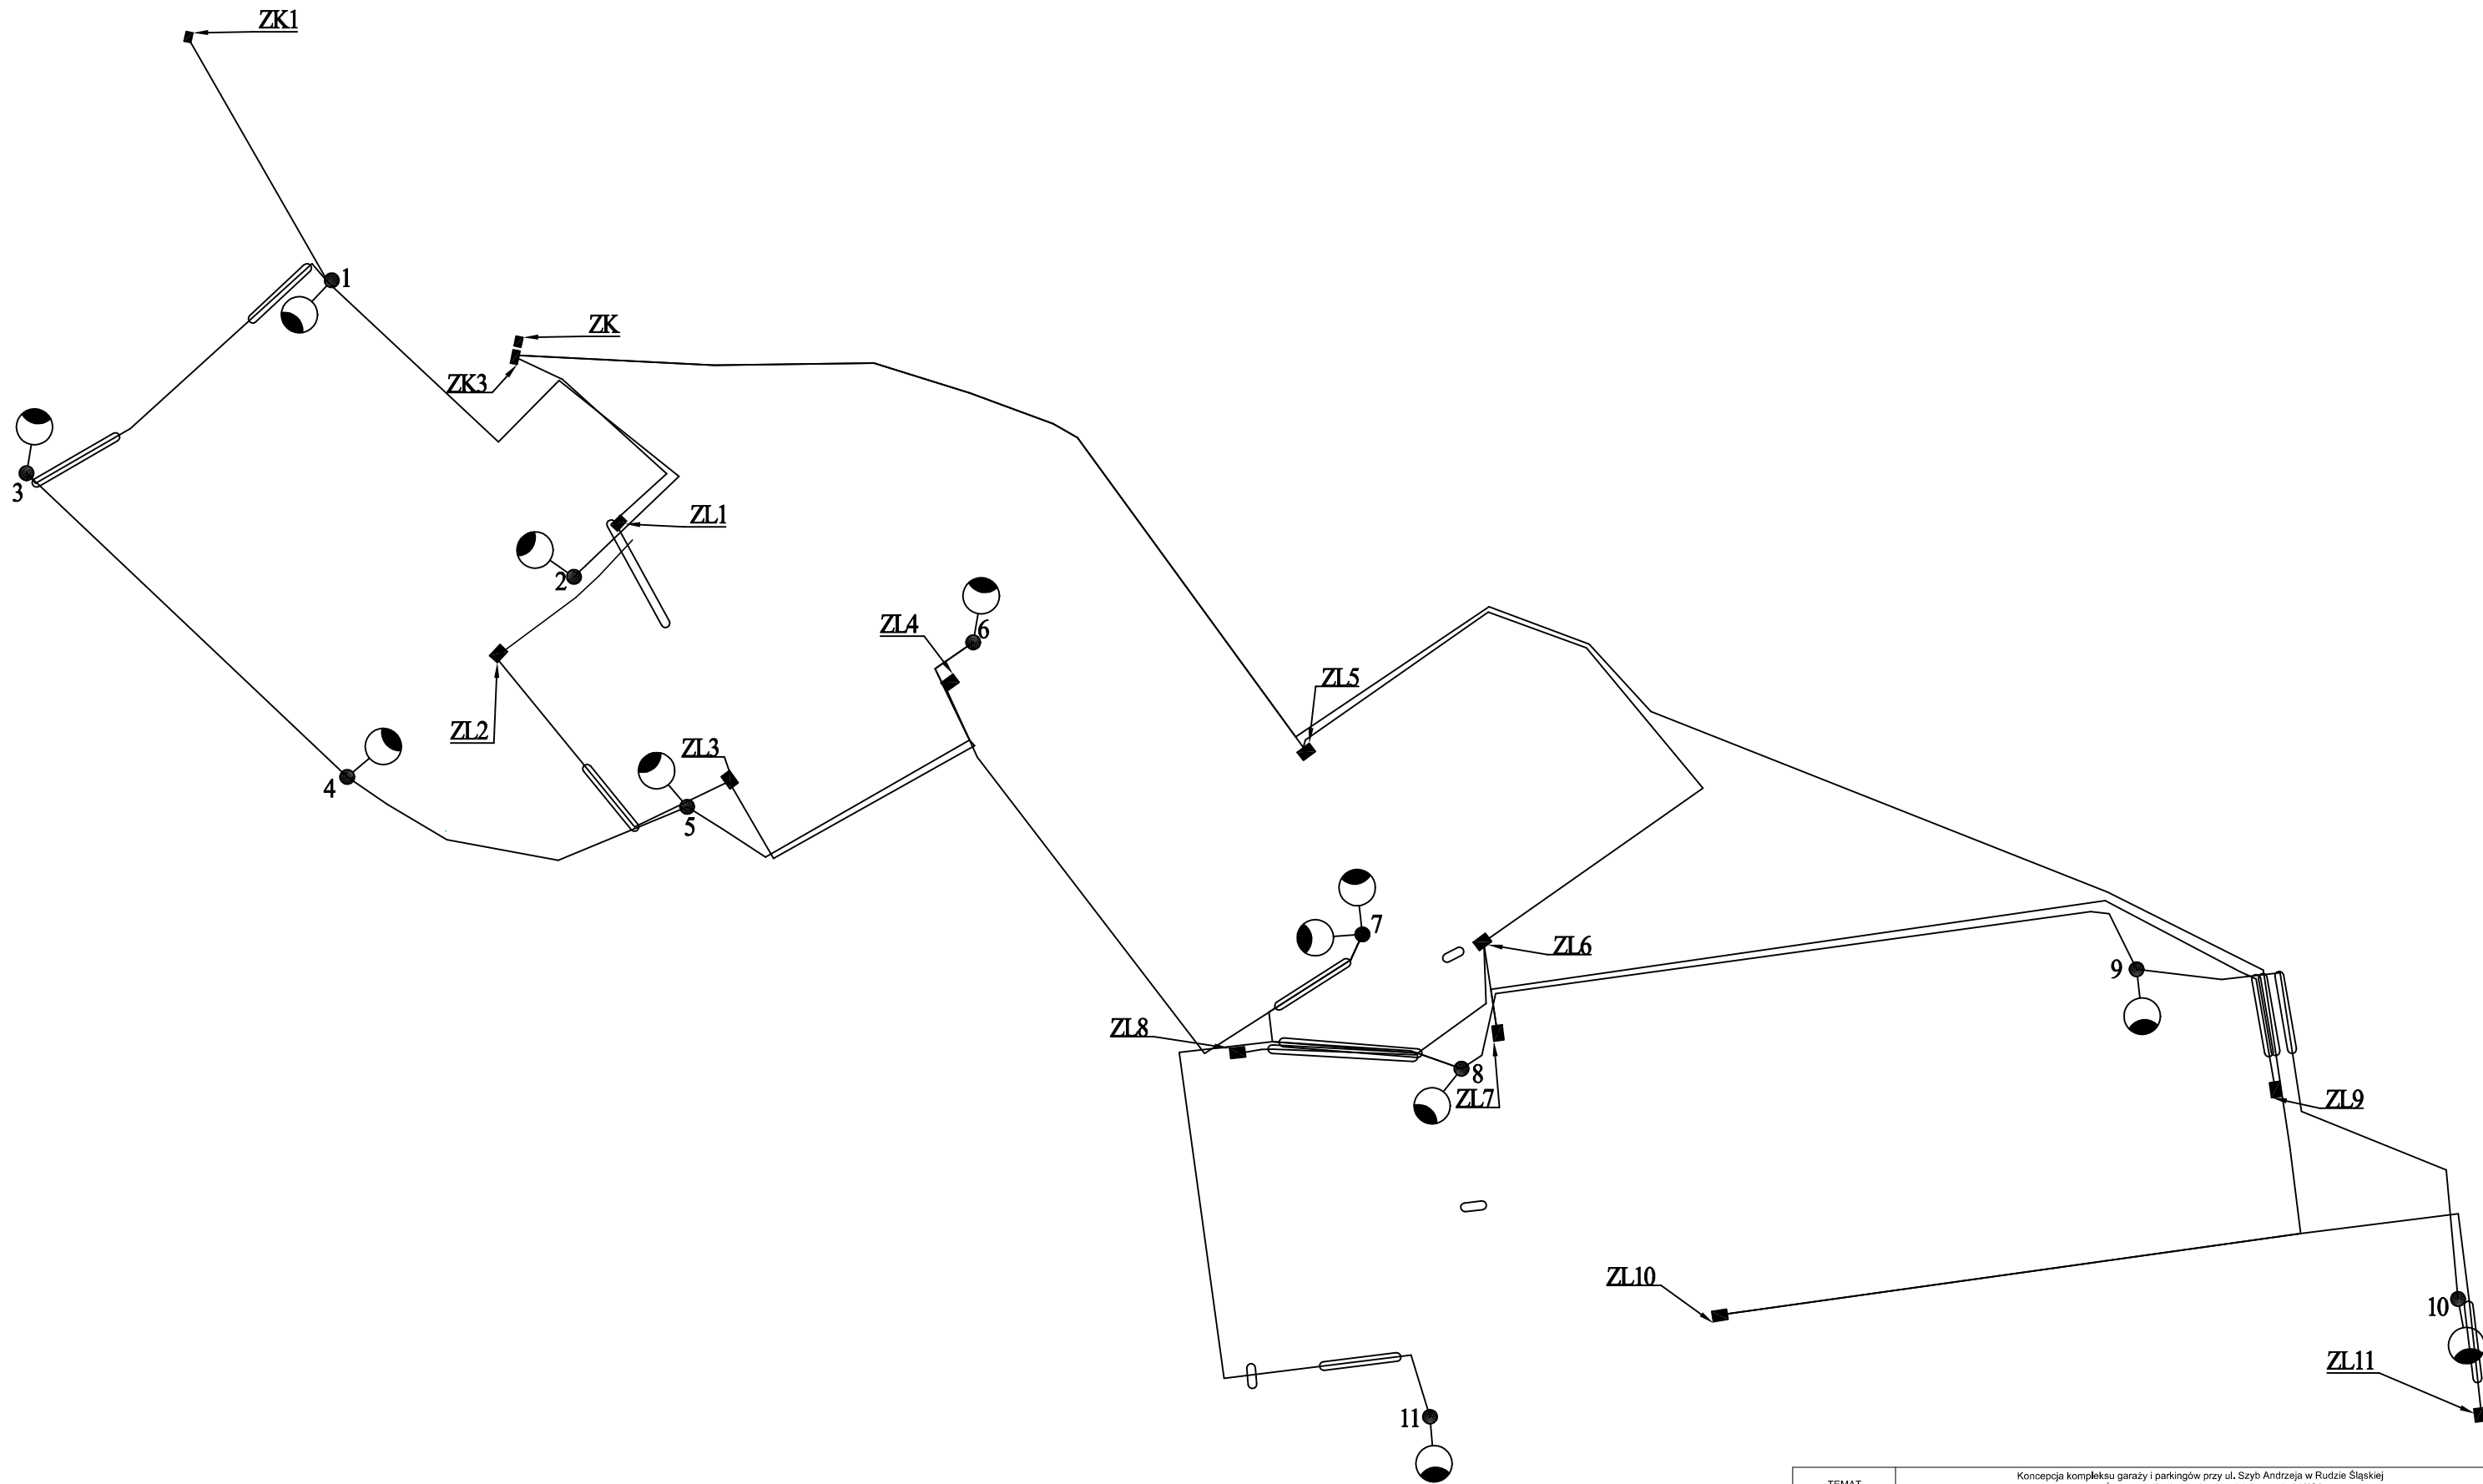 ZK1
1
ZK
ZK3
3
ZL1
2
6
ZL4
ZL5
ZL2
ZL3
4
5
7
ZL6
9
ZL8
8
ZL7
ZL9
ZL10
10
ZL11
11
TEMAT
Koncepcja kompleksu garaży i parkingów przy ul. Szyb Andrzeja w Rudzie Śląskiej